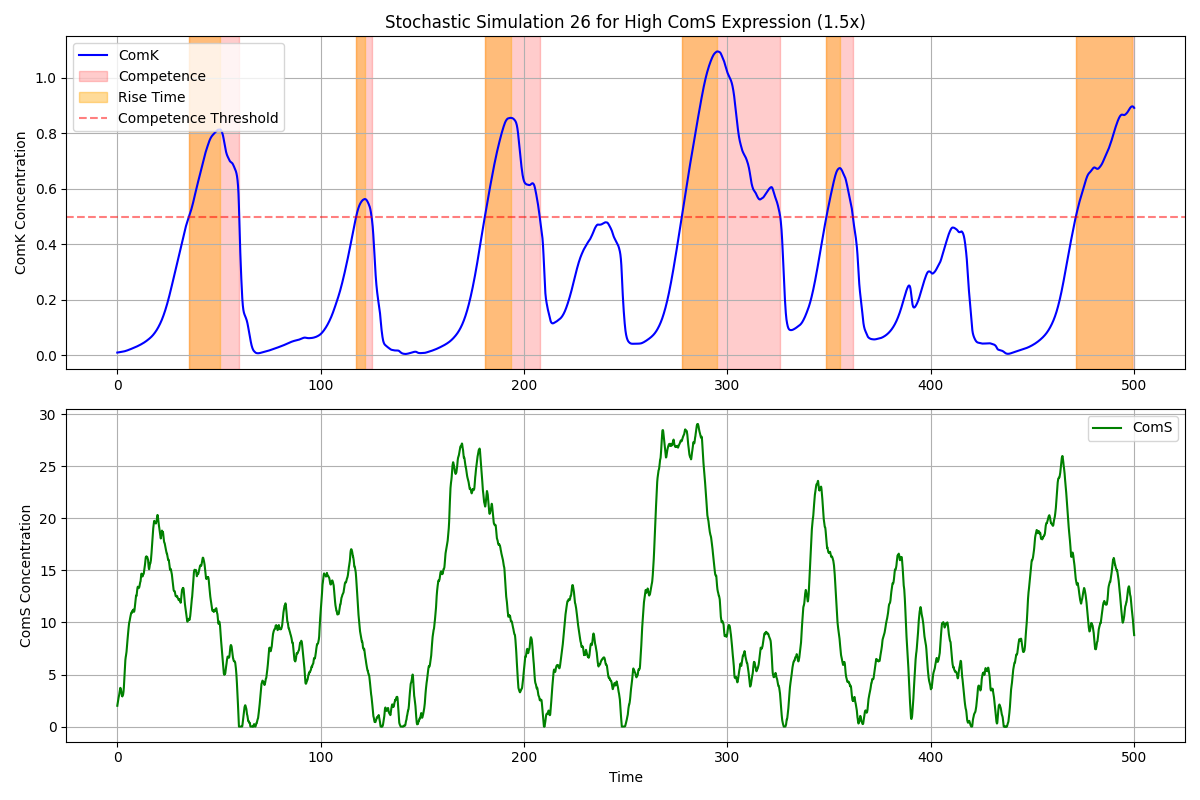 Stochastic Simulation 26 for High ComS Expression (1.5x)
ComK
Competence
Rise Time
Competence Threshold
ComK Concentration
1.0
0.8
0.6
0.4
0.2
0.0
0 100 200 300 400 500
ComS
ComS Concentration
30
25
20
15
10
5
0
0 100 200 300 400 500
Time